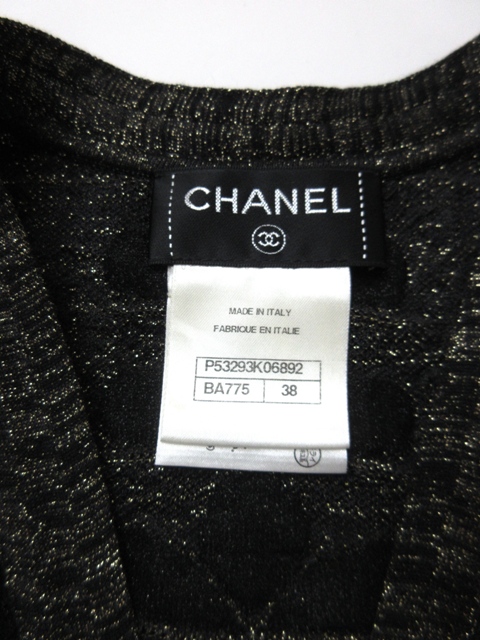 CHANEL
MADE IN ITALY
FABRIQUE EN ITALIE
P53293K06892
BA775 38